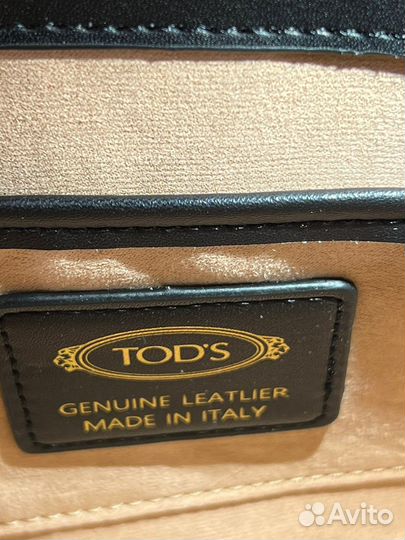 TOD'S
GENUINE LEATLIER
MADE IN ITALY
Avito